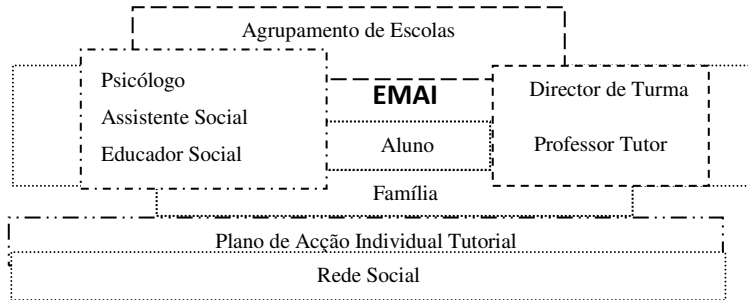 Agrupamento de Escolas
Psicólogo
Assistente Social
Educador Social
EMAI
Aluno
Família
Director de Turma
Professor Tutor
Plano de Acção Individual Tutorial
Rede Social